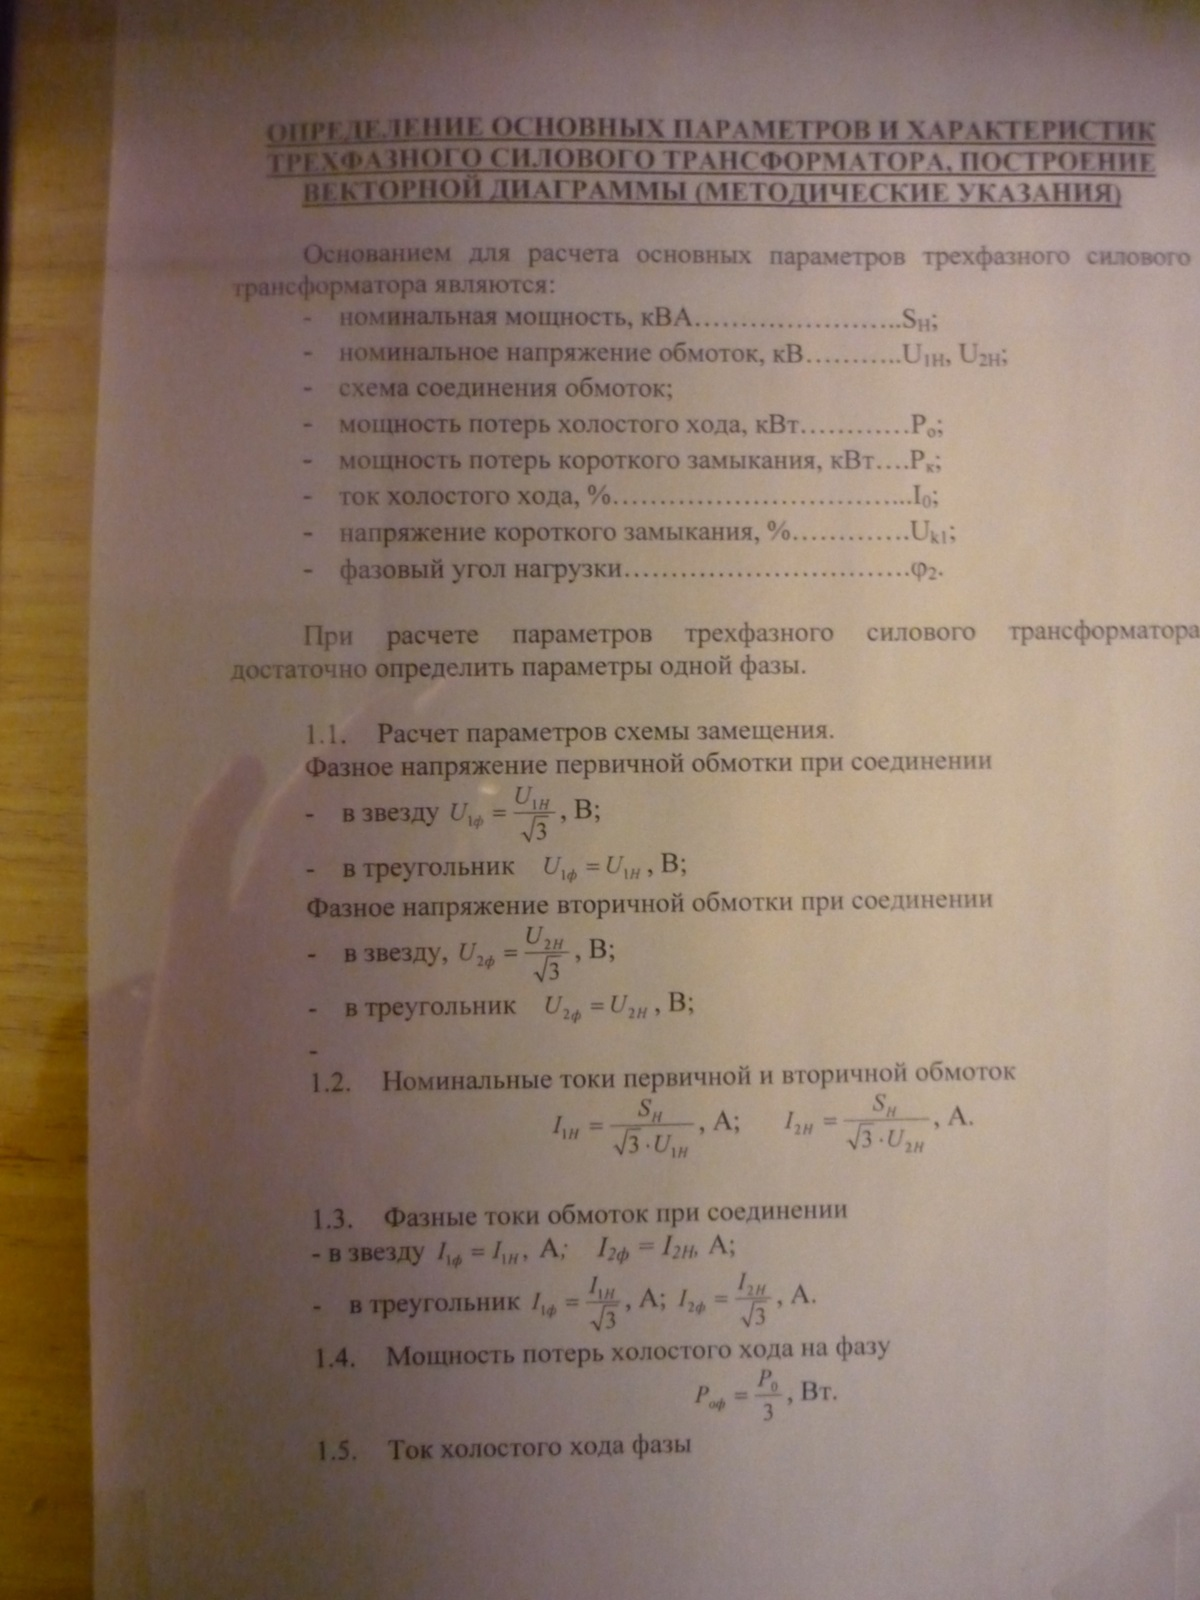 ОПРЕДЕЛЕНИЕ ОСНОВНЫХ ПАРАМЕТРОВ И ХАРАКТЕРИСТИК
ТРЕХФАЗНОГО СИЛОВОГО ТРАНСФОРМАТОРА. ПОСТРОЕНИЕ
ВЕКТОРНОЙ ДИАГРАММЫ (МЕТОДИЧЕСКИЕ УКАЗАНИЯ)
Основанием для расчета основных параметров трехфазного силового
трансформатора являются:
- номинальная мощность, кВА........................Sн;
- номинальное напряжение обмоток, кВ...........U1Н, U2Н;
- схема соединения обмоток;
- мощность потерь холостого хода, кВт............Pо;
- мощность потерь короткого замыкания, кВт....Pк;
- ток холостого хода, %.................................I0;
- напряжение короткого замыкания, %.............Uk1;
- фазовый угол нагрузки................................φ2.
При расчете параметров трехфазного силового трансформатора
достаточно определить параметры одной фазы.
1.1. Расчет параметров схемы замещения.
Фазное напряжение первичной обмотки при соединении
- в звезду U1ф = U1Н/√3, В;
- в треугольник U1ф = U1Н, В;
Фазное напряжение вторичной обмотки при соединении
- в звезду, U2ф = U2Н/√3, В;
- в треугольник U2ф = U2Н, В;
-
1.2. Номинальные токи первичной и вторичной обмоток
I1Н = SН/√3·U1Н, А; I2Н = SН/√3·U2Н, А.
1.3. Фазные токи обмоток при соединении
- в звезду I1ф = I1Н, А; I2ф = I2Н, А;
- в треугольник I1ф = I1Н/√3, А; I2ф = I2Н/√3, А.
1.4. Мощность потерь холостого хода на фазу
Pоф = P0/3, Вт.
1.5. Ток холостого хода фазы